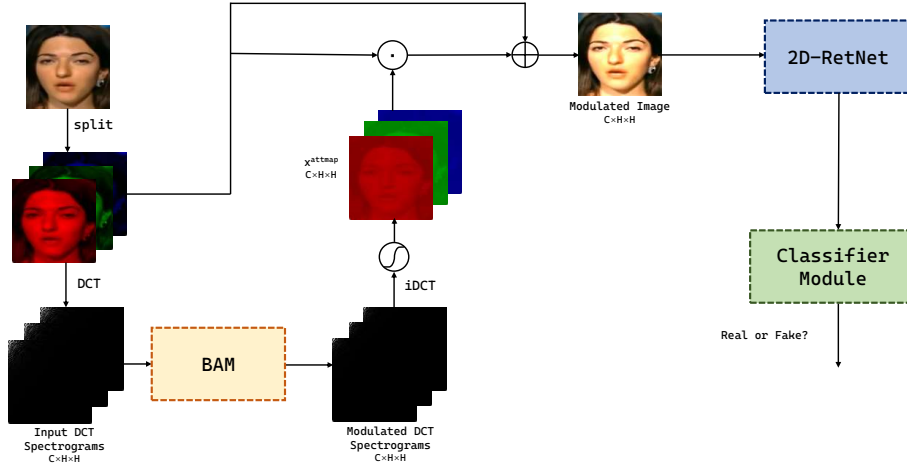 split
DCT
Input DCT
Spectrograms
C×H×H
BAM
Modulated DCT
Spectrograms
C×H×H
iDCT
x^attmap
C×H×H
Modulated Image
C×H×H
2D-RetNet
Classifier
Module
Real or Fake?